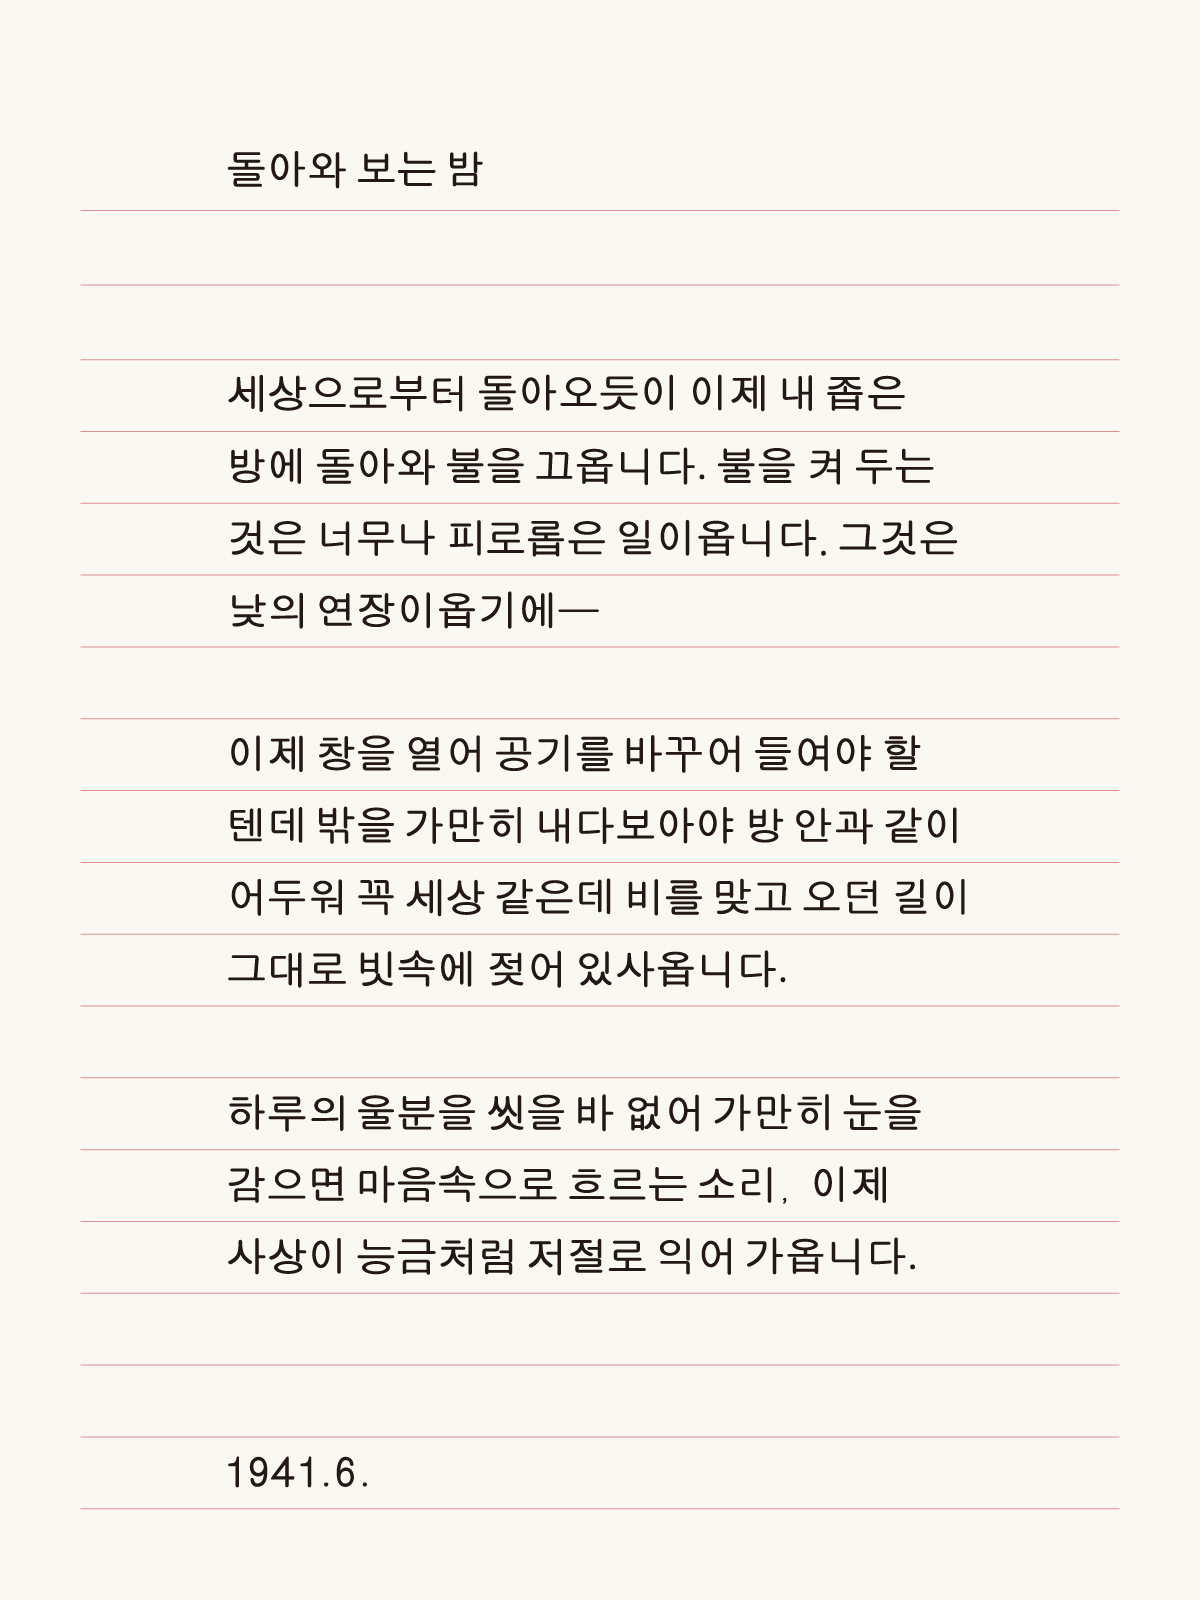 돌아와 보는 밤
세상으로부터 돌아오듯이 이제 내 좁은
방에 돌아와 불을 끄옵니다. 불을 켜 두는
것은 너무나 피로롭은 일이옵니다. 그것은
낮의 연장이옵기에—
이제 창을 열어 공기를 바꾸어 들여야 할
텐데 밖을 가만히 내다보아야 방 안과 같이
어두워 꼭 세상 같은데 비를 맞고 오던 길이
그대로 빗속에 젖어 있사옵니다.
하루의 울분을 씻을 바 없어 가만히 눈을
감으면 마음속으로 흐르는 소리, 이제
사상이 능금처럼 저절로 익어 가옵니다.
1941.6.